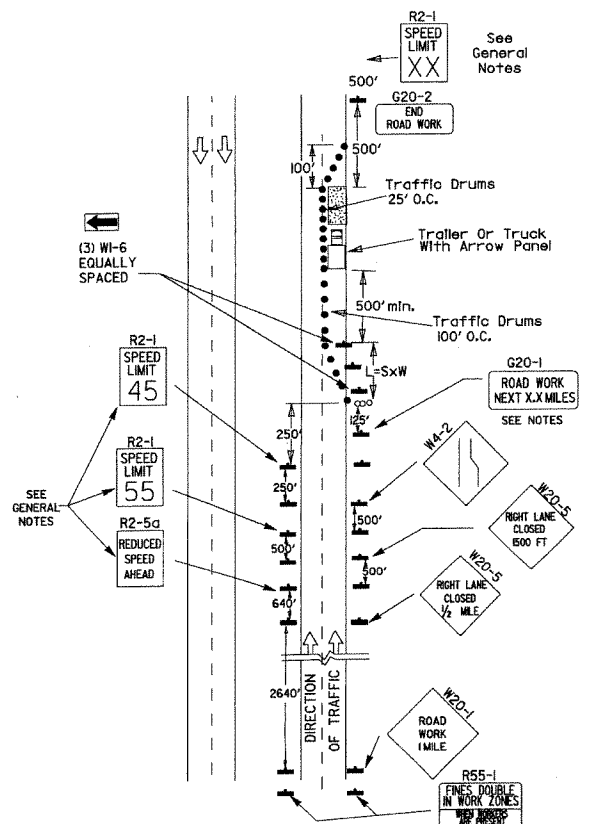 R2-1
SPEED
LIMIT
XX
See
General
Notes
500'
G20-2
END
ROAD WORK
500'
100'
Traffic Drums
25' O.C.
Trailer Or Truck
With Arrow Panel
(3) WI-6
EQUALLY
SPACED
500' min.
Traffic Drums
100' O.C.
R2-1
SPEED
LIMIT
45
L=SxW
G20-1
ROAD WORK
NEXT X.X MILES
SEE NOTES
125'
250'
W4-2
R2-1
SPEED
LIMIT
55
250'
500'
W20-5
RIGHT LANE
CLOSED
1500 FT
SEE
GENERAL
NOTES
R2-5a
REDUCED
SPEED
AHEAD
500'
500'
W20-5
RIGHT LANE
CLOSED
1/2 MILE
640'
2640'
DIRECTION
OF TRAFFIC
W20-1
ROAD
WORK
1 MILE
R55-1
FINES DOUBLE
IN WORK ZONES
WHEN WORKERS
ARE PRESENT